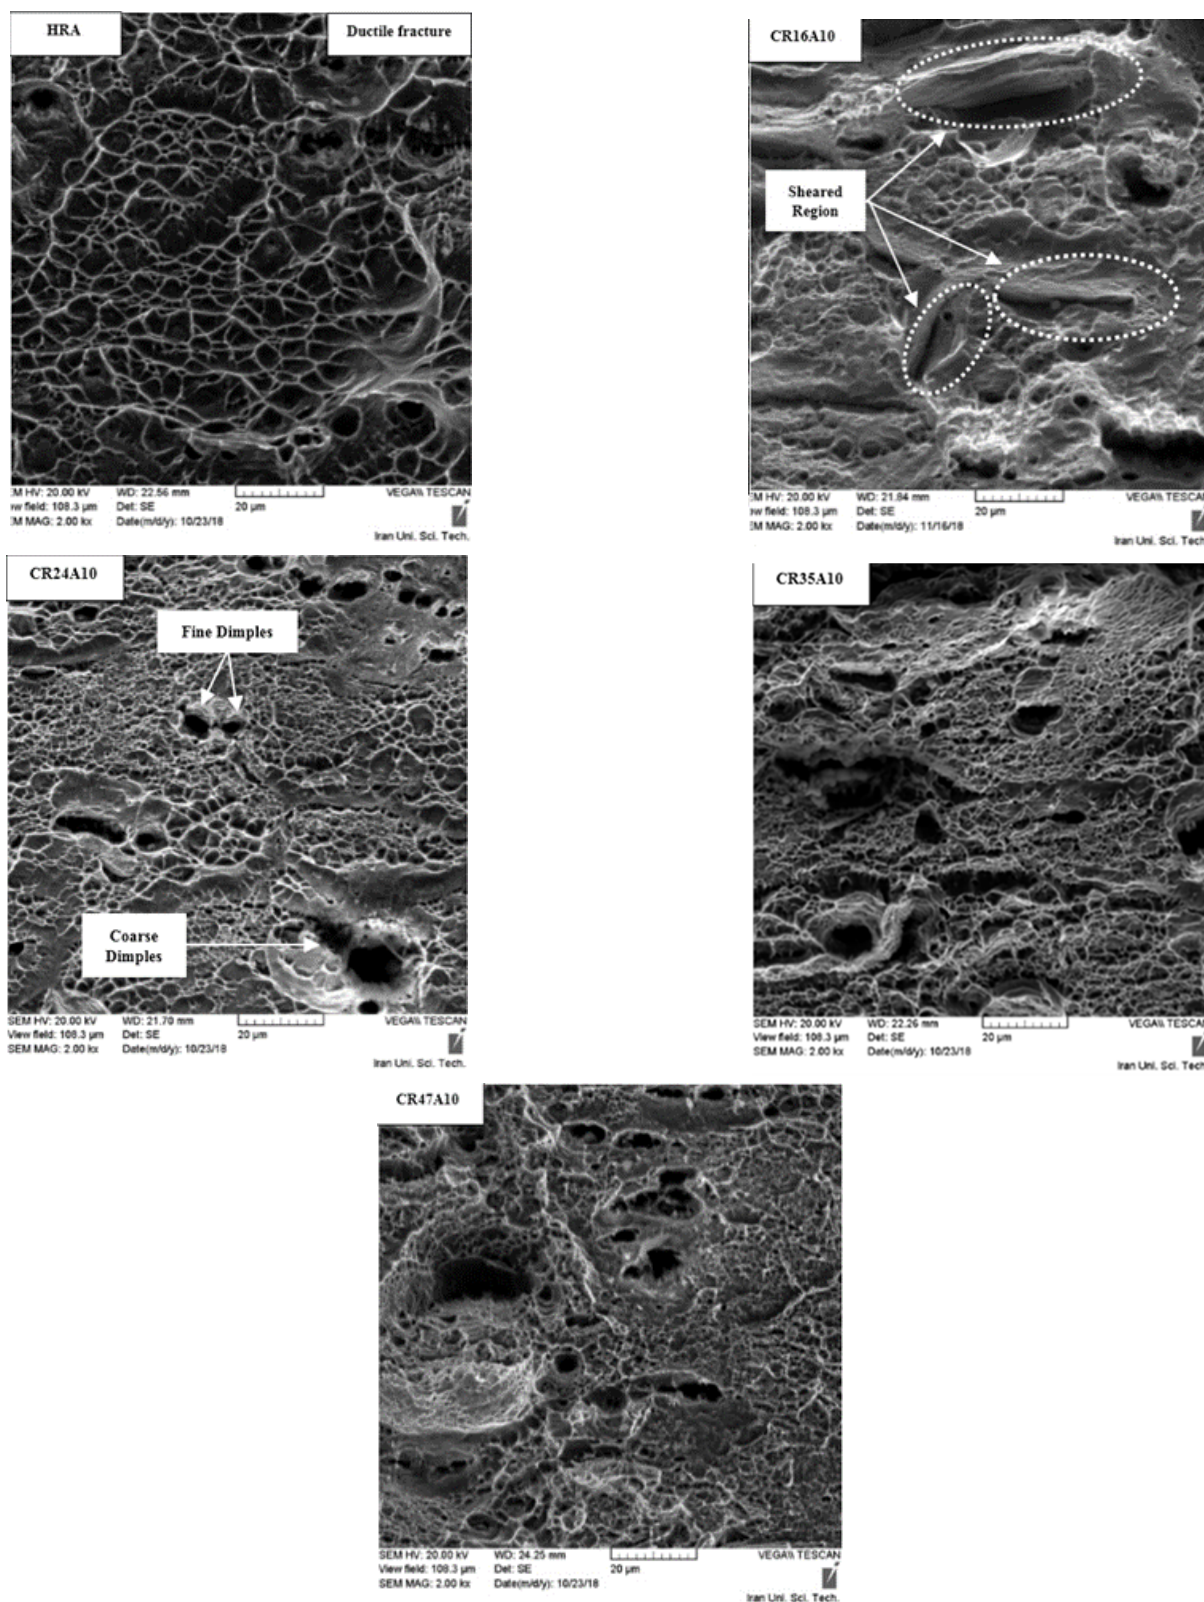 HRA
Ductile fracture
EM HV: 20.00 kV WD: 22.56 mm
ew field: 108.3 µm Det: SE 20 µm VEGA\\ TESCAN
EM MAG: 2.00 kx Date(m/d/y): 10/23/18
Iran Uni. Sci. Tech.
CR16A10
Sheared
Region
EM HV: 20.00 kV WD: 21.84 mm
ew field: 108.3 µm Det: SE 20 µm VEGA\\ TESCAN
EM MAG: 2.00 kx Date(m/d/y): 11/16/18
Iran Uni. Sci. Tech.
CR24A10
Fine Dimples
Coarse
Dimples
SEM HV: 20.00 kV WD: 21.70 mm
View field: 108.3 µm Det: SE 20 µm VEGA\\ TESCAN
SEM MAG: 2.00 kx Date(m/d/y): 10/23/18
Iran Uni. Sci. Tech.
CR35A10
SEM HV: 20.00 kV WD: 22.26 mm
View field: 108.3 µm Det: SE 20 µm VEGA\\ TESCAN
SEM MAG: 2.00 kx Date(m/d/y): 10/23/18
Iran Uni. Sci. Tech.
CR47A10
SEM HV: 20.00 kV WD: 24.25 mm
View field: 108.3 µm Det: SE 20 µm VEGA\\ TESCAN
SEM MAG: 2.00 kx Date(m/d/y): 10/23/18
Iran Uni. Sci. Tech.